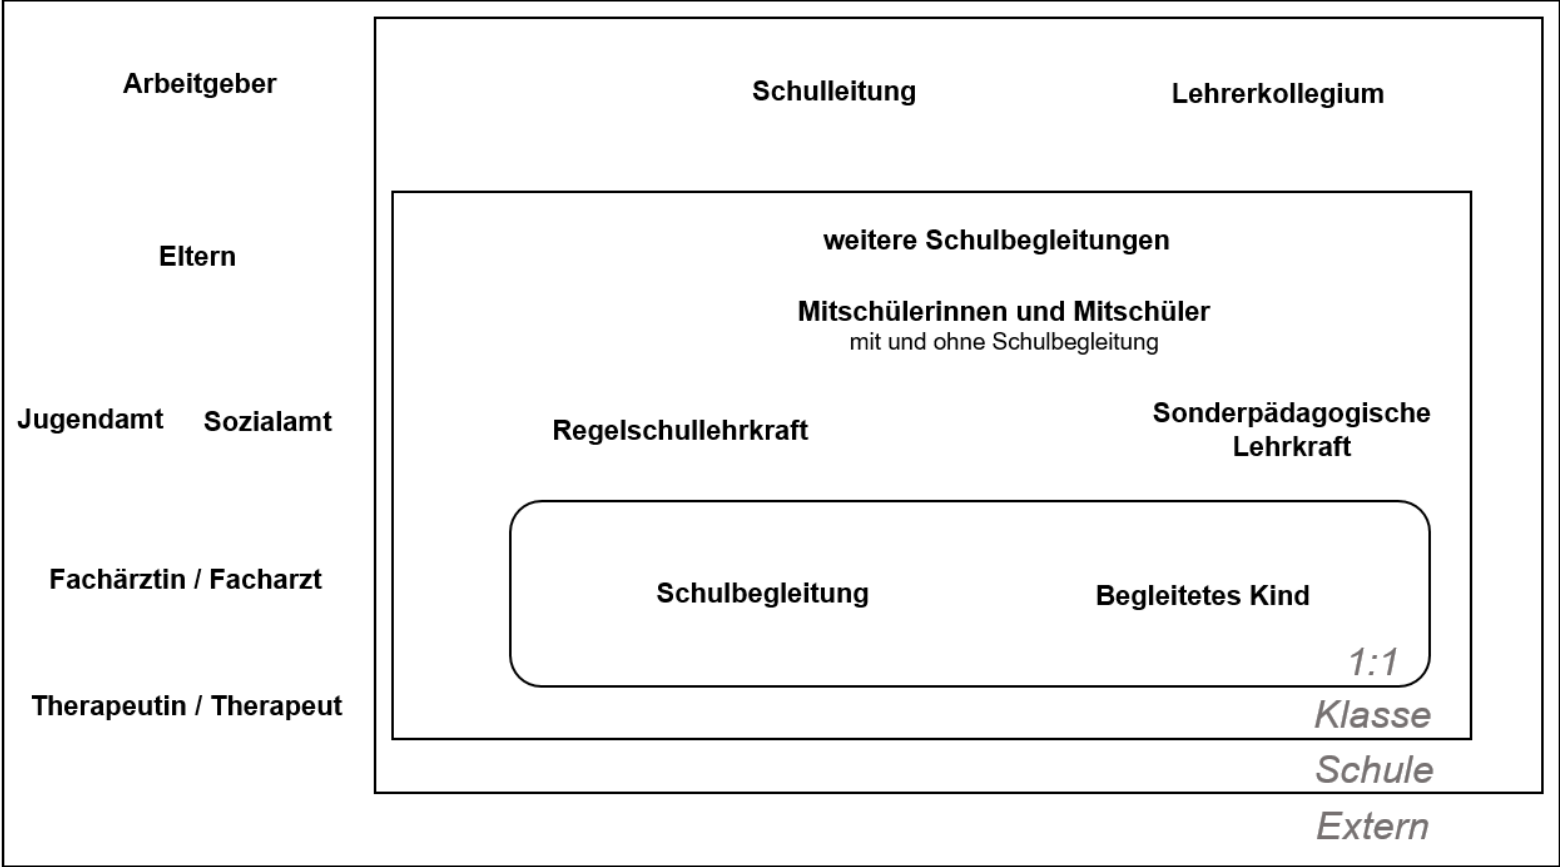 Arbeitgeber
Schulleitung
Lehrerkollegium
Eltern
weitere Schulbegleitungen
Mitschülerinnen und Mitschüler
mit und ohne Schulbegleitung
Jugendamt
Sozialamt
Regelschullehrkraft
Sonderpädagogische
Lehrkraft
Fachärztin / Facharzt
Schulbegleitung
Begleitetes Kind
1:1
Therapeutin / Therapeut
Klasse
Schule
Extern